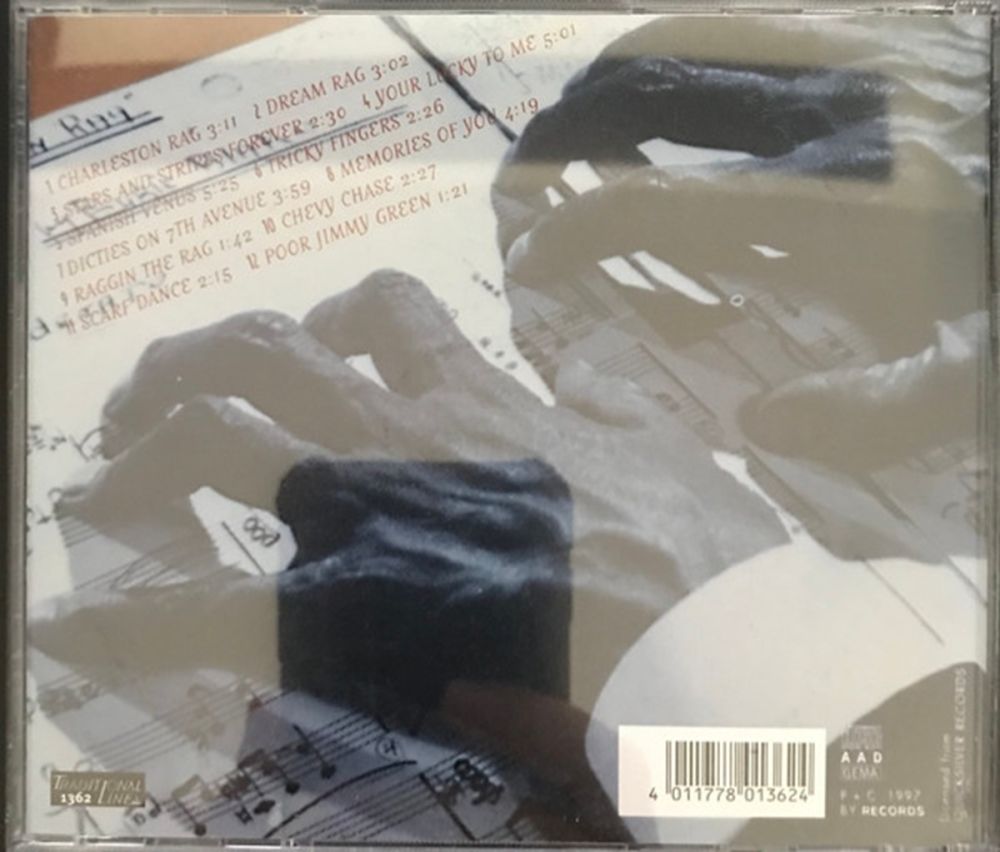 Rag"
1 CHARLESTON RAG 3:11 2 DREAM RAG 3:02
3 STARS AND STRIPES FOREVER 2:30 4 YOUR LUCKY TO ME 5:01
5 SPANISH VENUS 5:25 6 TRICKY FINGERS 2:26
7 DICTIES ON 7TH AVENUE 3:59 8 MEMORIES OF YOU 4:19
9 RAGGIN THE RAG 1:42 10 CHEVY CHASE 2:27
11 SCARF DANCE 2:15 12 POOR JIMMY GREEN 1:21
TRADITIONAL
1362 LINE
4 011778 013624
A A D
GEMA
P + C 1997
BY RECORDS
licensed from
RECORDS